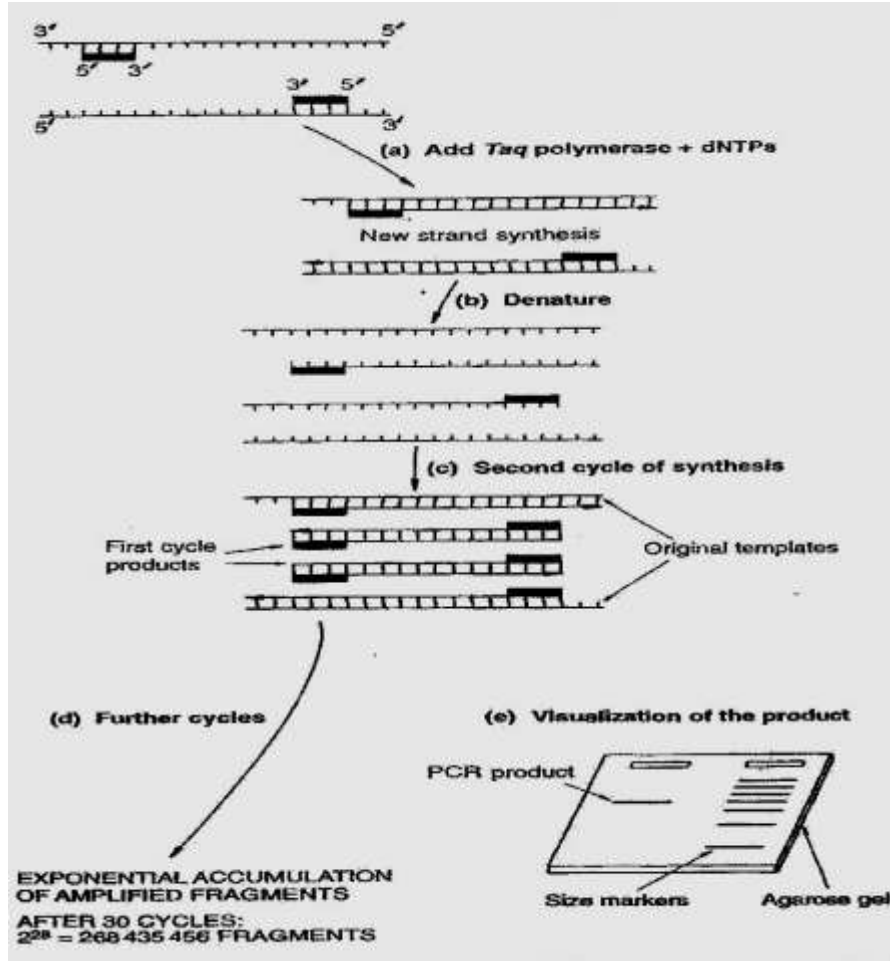 3′ 5′
5′ 3′
3′ 5′
5′ 3′
(a) Add Taq polymerase + dNTPs
New strand synthesis
(b) Denature
(c) Second cycle of synthesis
First cycle
products
Original templates
(d) Further cycles
(e) Visualization of the product
PCR product
EXPONENTIAL ACCUMULATION
OF AMPLIFIED FRAGMENTS
AFTER 30 CYCLES:
2²⁸ = 268 435 456 FRAGMENTS
Size markers
Agarose gel